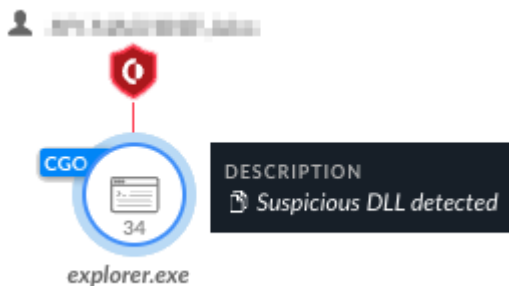 CGO
34
explorer.exe
DESCRIPTION
Suspicious DLL detected